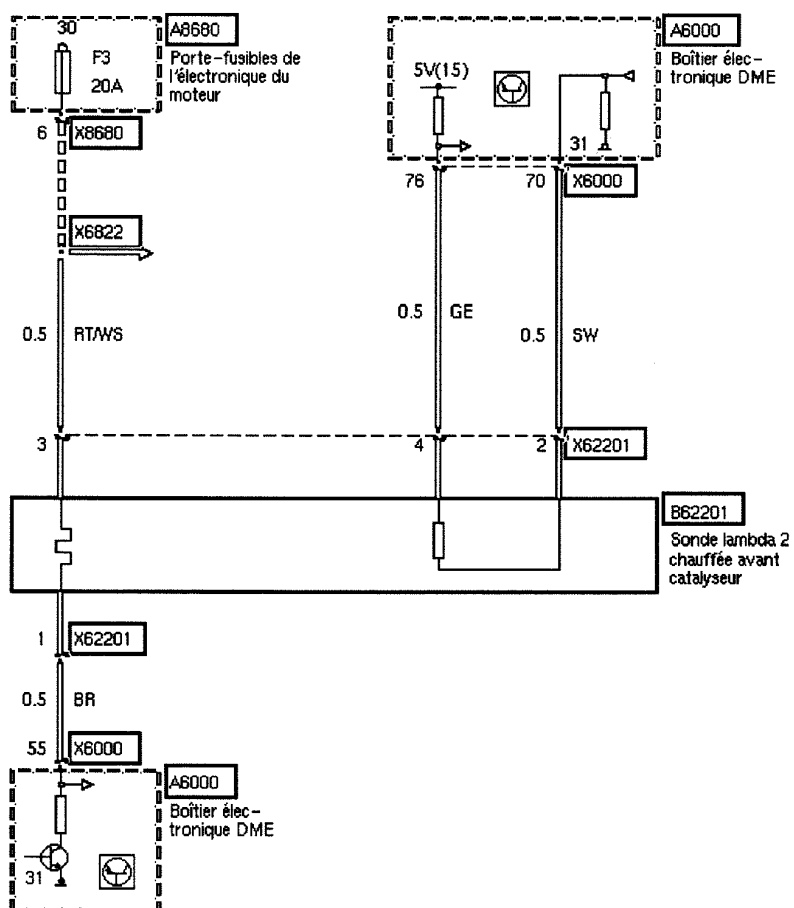 30
F3
20A
A8680
Porte-fusibles de
l'électronique du
moteur
6
X8680
X6822
0.5
RT/WS
5V(15)
31
A6000
Boîtier élec-
tronique DME
76
70
X6000
0.5
GE
0.5
SW
3
4
2
X62201
B62201
Sonde lambda 2
chauffée avant
catalyseur
1
X62201
0.5
BR
55
X6000
A6000
Boîtier élec-
tronique DME
31